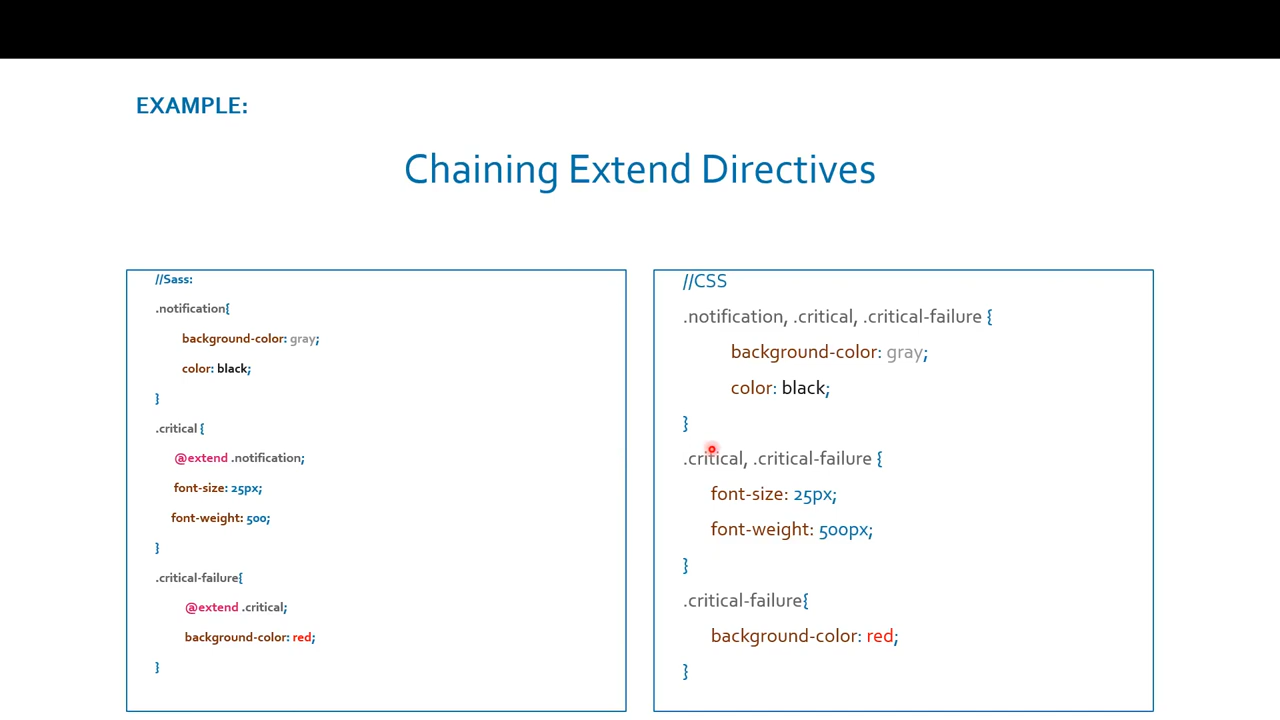 EXAMPLE:
Chaining Extend Directives
//Sass:
.notification{
background-color: gray;
color: black;
}
.critical {
@extend .notification;
font-size: 25px;
font-weight: 500;
}
.critical-failure{
@extend .critical;
background-color: red;
}
//CSS
.notification, .critical, .critical-failure {
background-color: gray;
color: black;
}
.critical, .critical-failure {
font-size: 25px;
font-weight: 500px;
}
.critical-failure{
background-color: red;
}